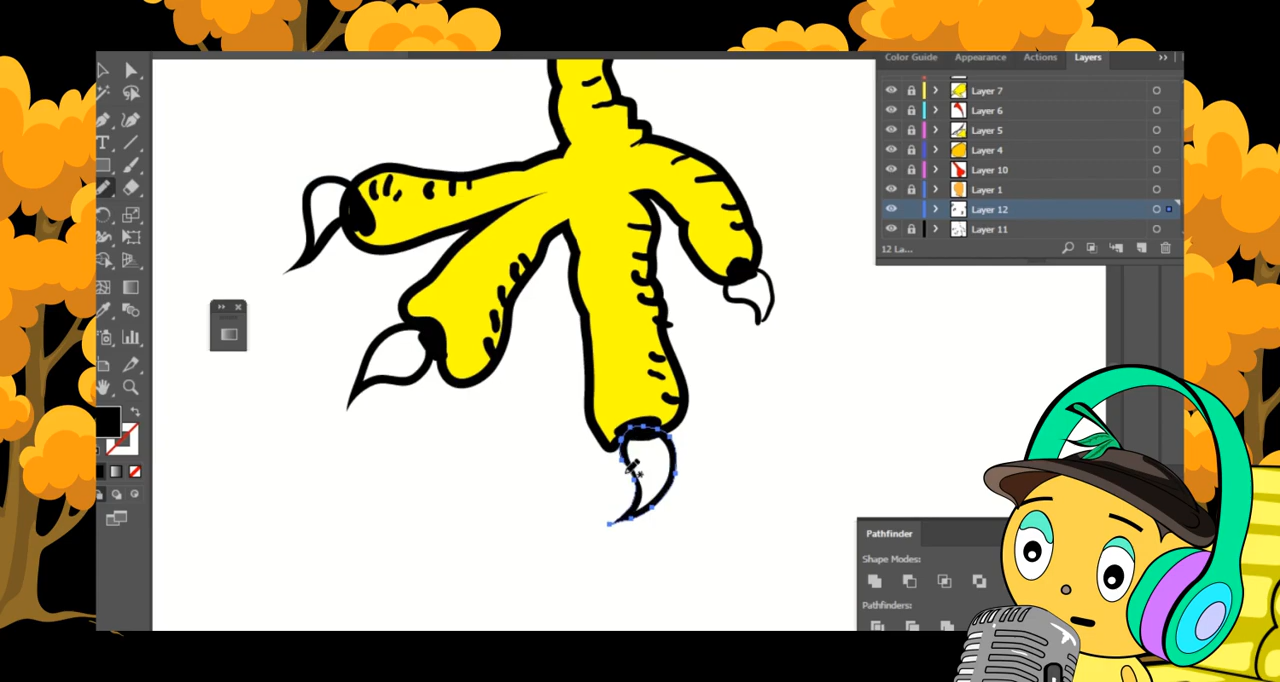 Color Guide Appearance Actions Layers
Layer 7
Layer 6
Layer 5
Layer 4
Layer 10
Layer 1
Layer 12
Layer 11
12 La...
Pathfinder
Shape Modes:
Pathfinders: